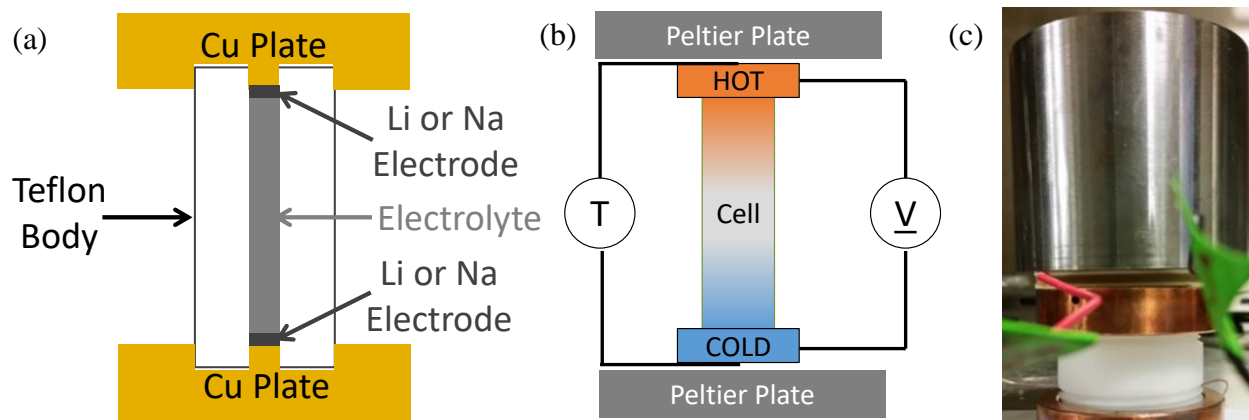 (a)
Cu Plate
Li or Na
Electrode
Teflon
Body
Electrolyte
Li or Na
Electrode
Cu Plate
(b)
Peltier Plate
HOT
T
Cell
V
COLD
Peltier Plate
(c)